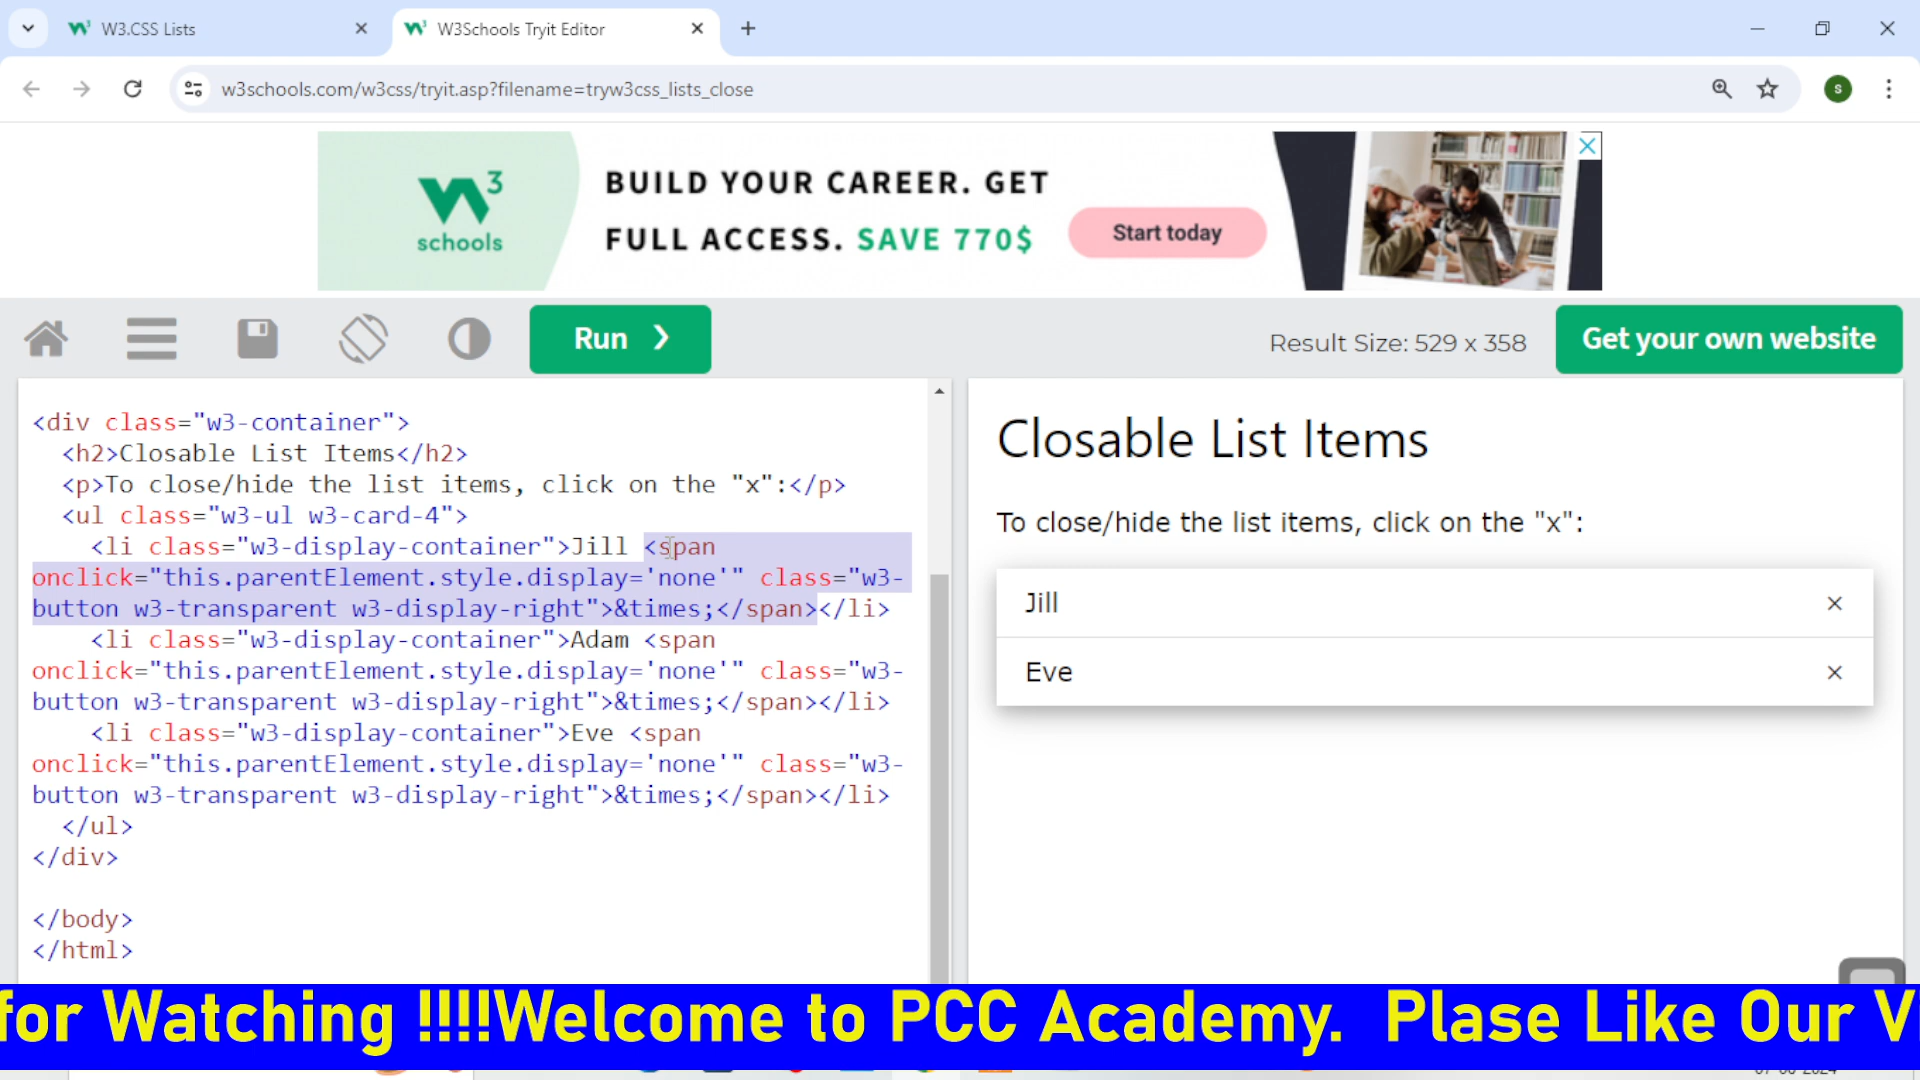 W3.CSS Lists
W3Schools Tryit Editor
w3schools.com/w3css/tryit.asp?filename=tryw3css_lists_close
s
3
schools
BUILD YOUR CAREER. GET
FULL ACCESS. SAVE 770$
Start today
Run ❯
Result Size: 529 x 358
Get your own website
<div class="w3-container">
<h2>Closable List Items</h2>
<p>To close/hide the list items, click on the "x":</p>
<ul class="w3-ul w3-card-4">
<li class="w3-display-container">Jill <span
onclick="this.parentElement.style.display='none'" class="w3-
button w3-transparent w3-display-right">&times;</span></li>
<li class="w3-display-container">Adam <span
onclick="this.parentElement.style.display='none'" class="w3-
button w3-transparent w3-display-right">&times;</span></li>
<li class="w3-display-container">Eve <span
onclick="this.parentElement.style.display='none'" class="w3-
button w3-transparent w3-display-right">&times;</span></li>
</ul>
</div>
</body>
</html>
Closable List Items
To close/hide the list items, click on the "x":
Jill ×
Eve ×
for Watching !!!!Welcome to PCC Academy. Plase Like Our V